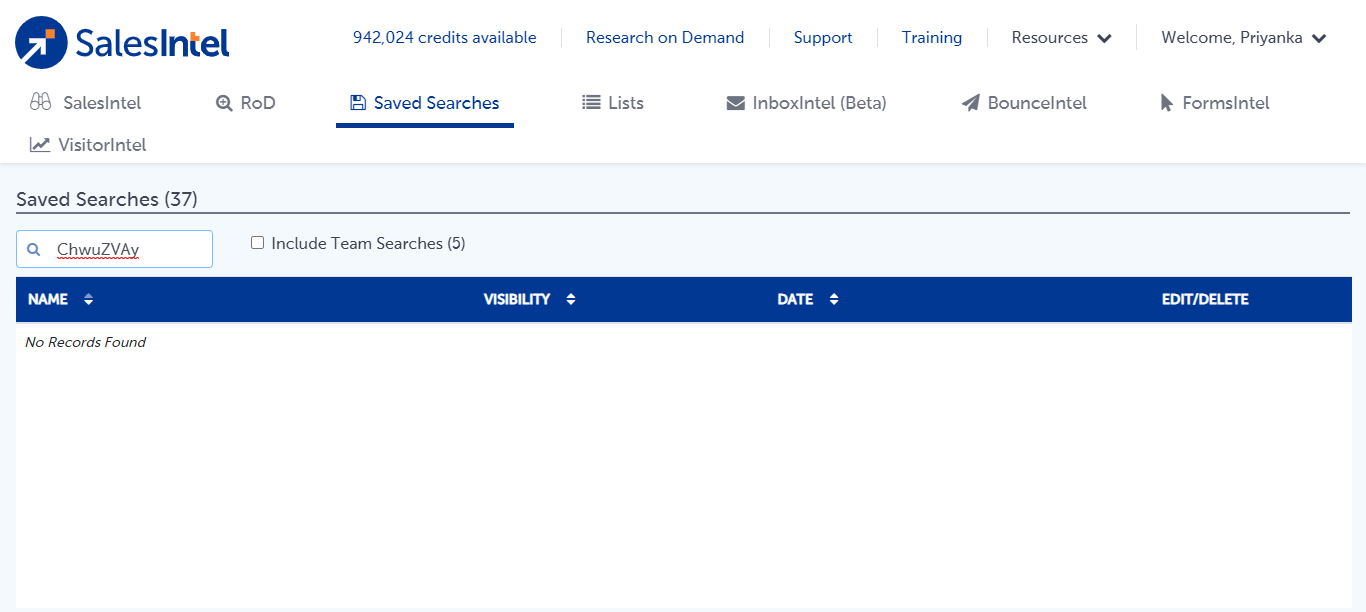 SalesIntel
942,024 credits available
Research on Demand
Support
Training
Resources
Welcome, Priyanka
SalesIntel
RoD
Saved Searches
Lists
InboxIntel (Beta)
BounceIntel
FormsIntel
VisitorIntel
Saved Searches (37)
ChwuZVAy
Include Team Searches (5)
NAME
VISIBILITY
DATE
EDIT/DELETE
No Records Found